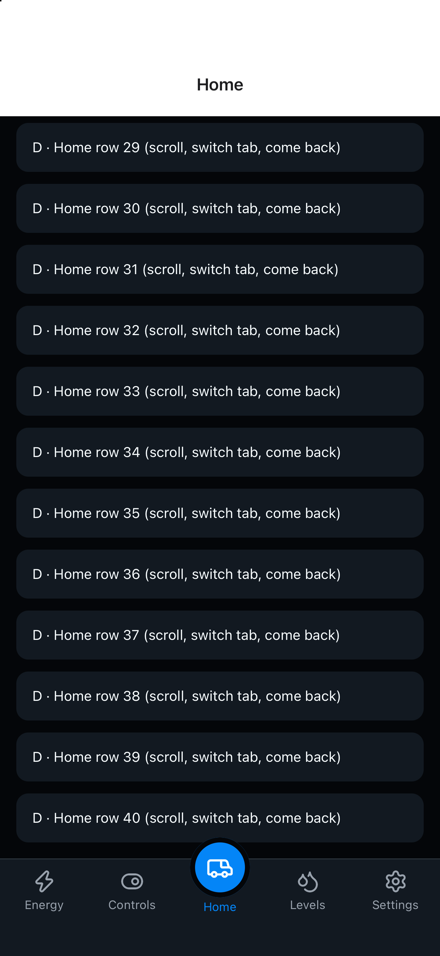 Home
D · Home row 29 (scroll, switch tab, come back)
D · Home row 30 (scroll, switch tab, come back)
D · Home row 31 (scroll, switch tab, come back)
D · Home row 32 (scroll, switch tab, come back)
D · Home row 33 (scroll, switch tab, come back)
D · Home row 34 (scroll, switch tab, come back)
D · Home row 35 (scroll, switch tab, come back)
D · Home row 36 (scroll, switch tab, come back)
D · Home row 37 (scroll, switch tab, come back)
D · Home row 38 (scroll, switch tab, come back)
D · Home row 39 (scroll, switch tab, come back)
D · Home row 40 (scroll, switch tab, come back)
Energy Controls Home Levels Settings